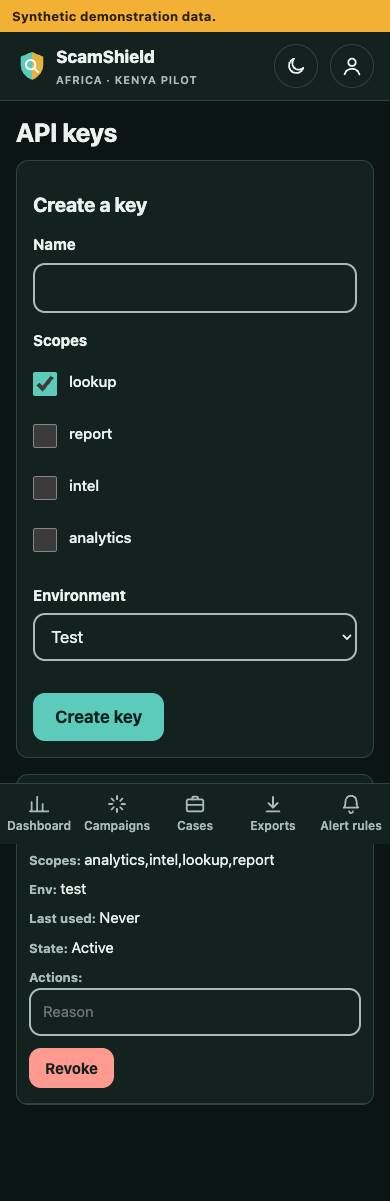 Synthetic demonstration data.
ScamShield
AFRICA · KENYA PILOT
API keys
Create a key
Name
Scopes
lookup
report
intel
analytics
Environment
Test
Create key
Dashboard
Campaigns
Cases
Exports
Alert rules
Scopes: analytics,intel,lookup,report
Env: test
Last used: Never
State: Active
Actions:
Reason
Revoke